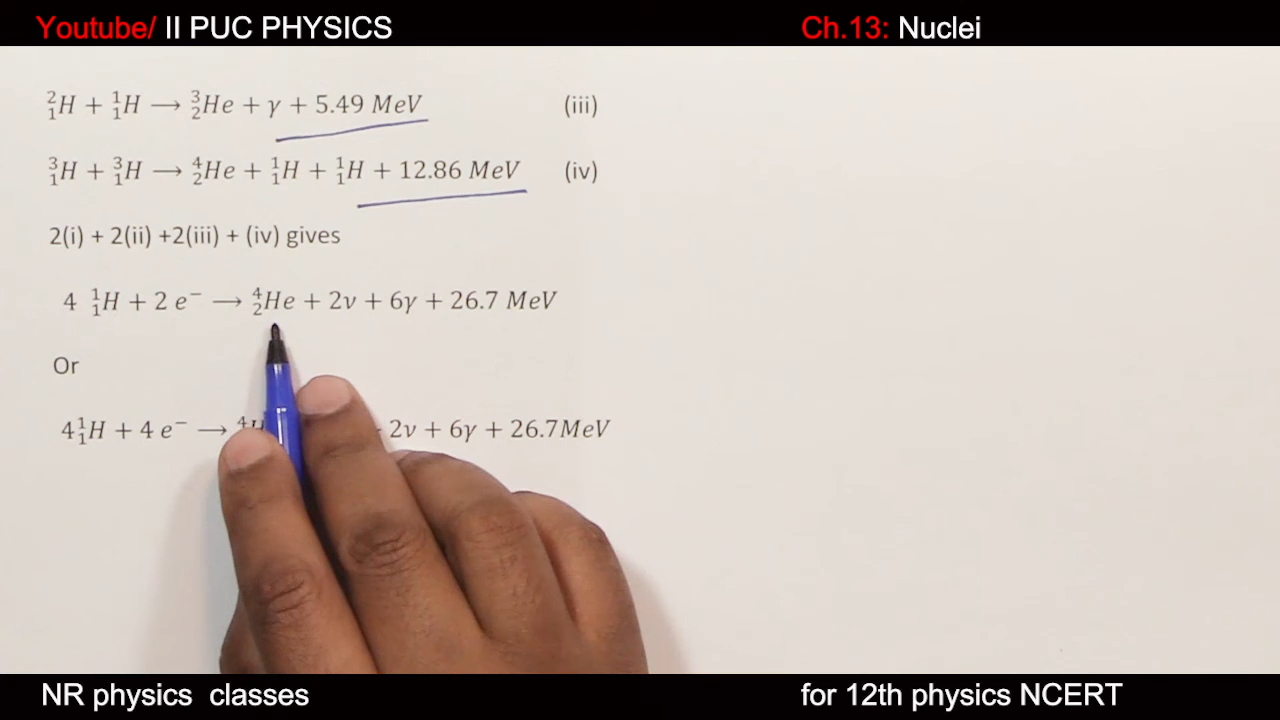 Youtube/ II PUC PHYSICS
Ch.13: Nuclei
²₁H + ¹₁H ⟶ ³₂He + γ + 5.49 MeV (iii)
³₁H + ³₁H ⟶ ⁴₂He + ¹₁H + ¹₁H + 12.86 MeV (iv)
2(i) + 2(ii) +2(iii) + (iv) gives
4 ¹₁H + 2 e⁻ ⟶ ⁴₂He + 2ν + 6γ + 26.7 MeV
Or
4¹₁H + 4 e⁻ ⟶ 2ν + 6γ + 26.7MeV
NR physics classes
for 12th physics NCERT